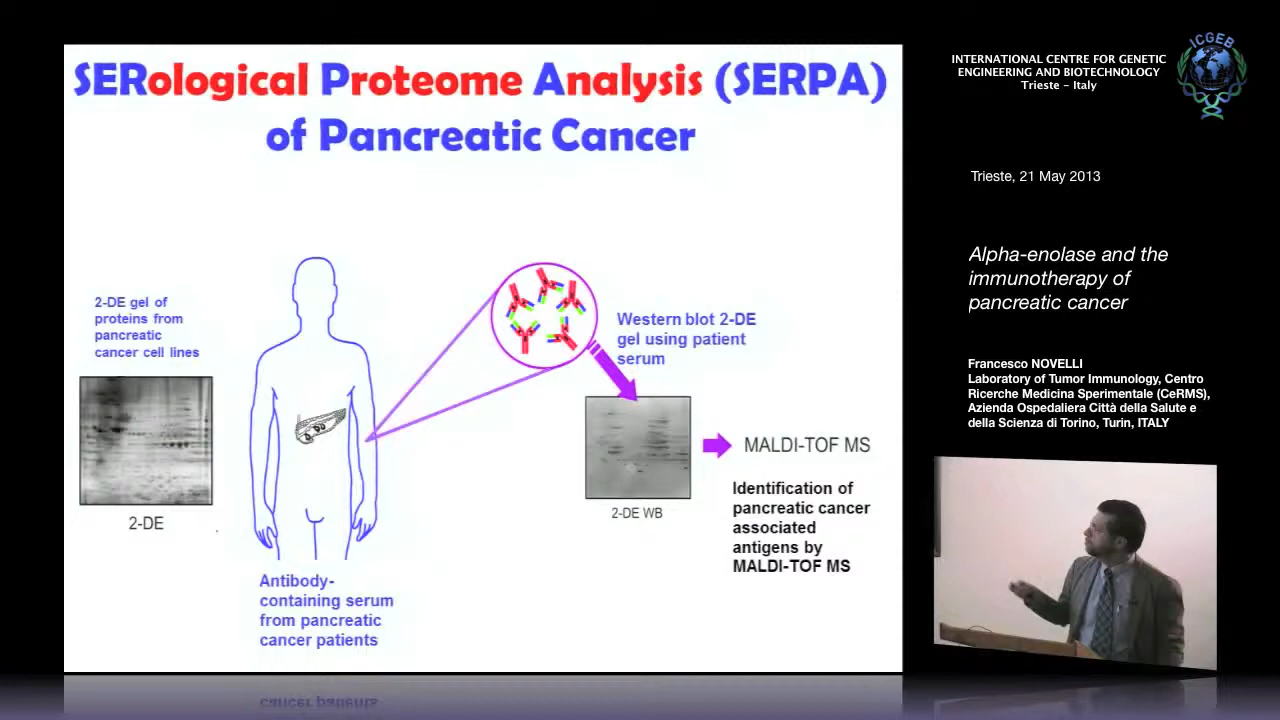 SERological Proteome Analysis (SERPA)
of Pancreatic Cancer
2-DE gel of
proteins from
pancreatic
cancer cell lines
2-DE
Antibody-
containing serum
from pancreatic
cancer patients
Western blot 2-DE
gel using patient
serum
2-DE WB
MALDI-TOF MS
Identification of
pancreatic cancer
associated
antigens by
MALDI-TOF MS
INTERNATIONAL CENTRE FOR GENETIC
ENGINEERING AND BIOTECHNOLOGY
Trieste - Italy
ICGEB
Trieste, 21 May 2013
Alpha-enolase and the
immunotherapy of
pancreatic cancer
Francesco NOVELLI
Laboratory of Tumor Immunology, Centro
Ricerche Medicina Sperimentale (CeRMS),
Azienda Ospedaliera Città della Salute e
della Scienza di Torino, Turin, ITALY